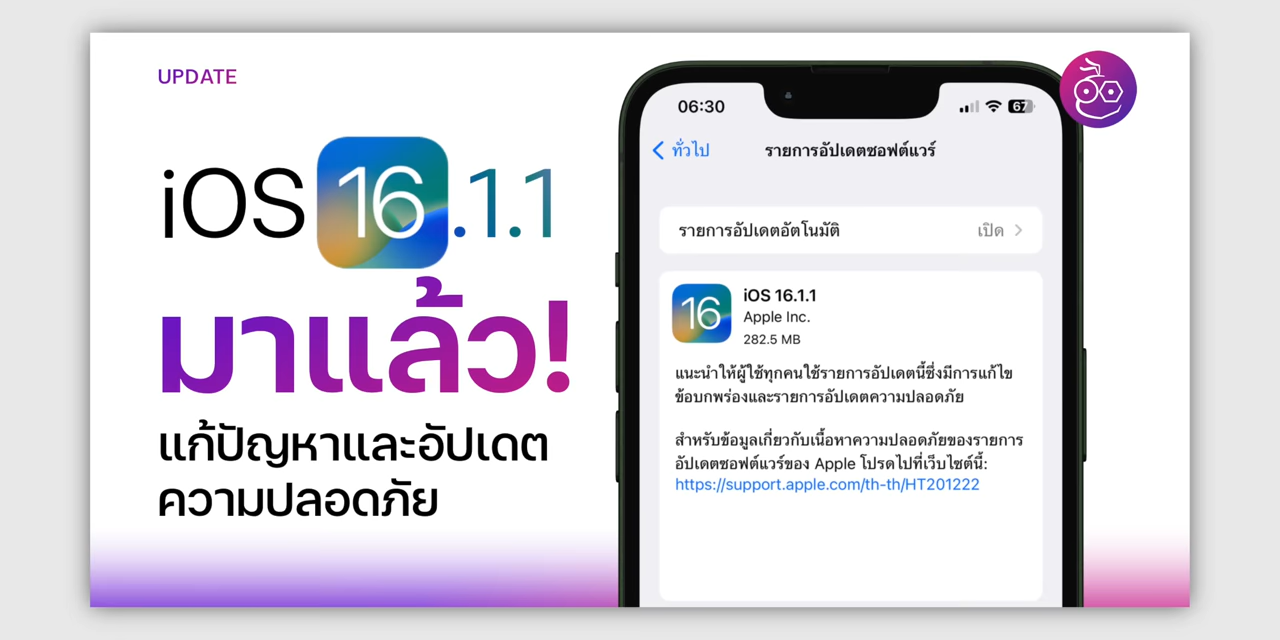 UPDATE
iOS 16.1.1
มาแล้ว!
แก้ปัญหาและอัปเดต
ความปลอดภัย
06:30
67
ทั่วไป
รายการอัปเดตซอฟต์แวร์
รายการอัปเดตอัตโนมัติ
เปิด
16
iOS 16.1.1
Apple Inc.
282.5 MB
แนะนำให้ผู้ใช้ทุกคนใช้รายการอัปเดตนี้ซึ่งมีการแก้ไข
ข้อบกพร่องและรายการอัปเดตความปลอดภัย
สำหรับข้อมูลเกี่ยวกับเนื้อหาความปลอดภัยของรายการ
อัปเดตซอฟต์แวร์ของ Apple โปรดไปที่เว็บไซต์นี้:
https://support.apple.com/th-th/HT201222